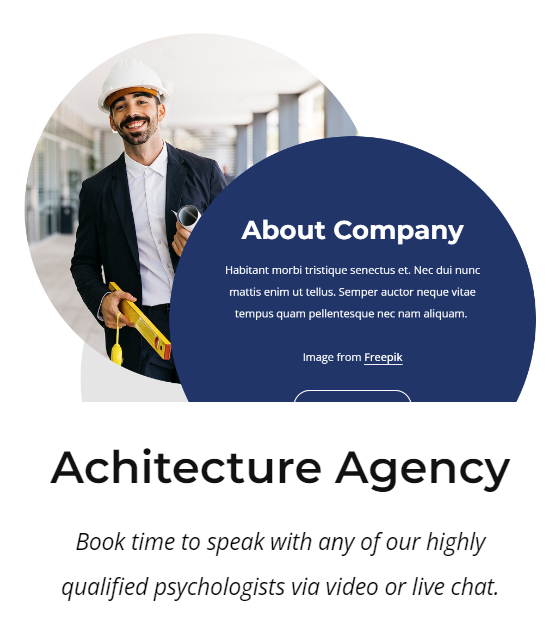 About Company
Habitant morbi tristique senectus et. Nec dui nunc
mattis enim ut tellus. Semper auctor neque vitae
tempus quam pellentesque nec nam aliquam.
Image from Freepik
Achitecture Agency
Book time to speak with any of our highly
qualified psychologists via video or live chat.